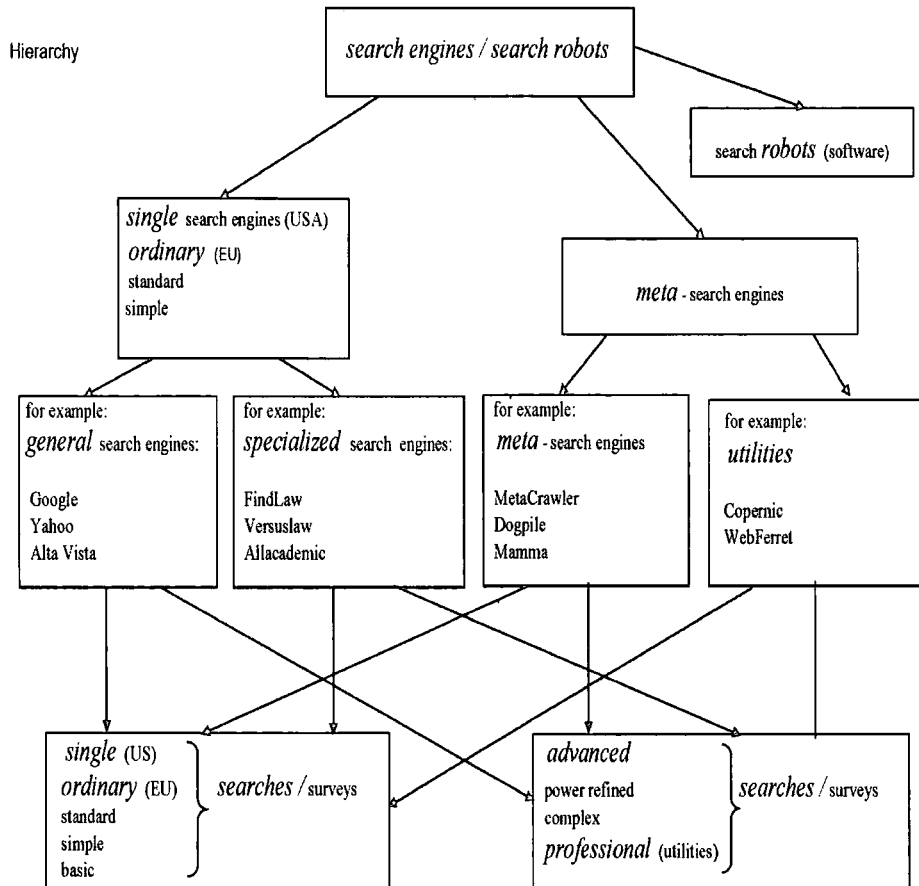 Hierarchy
search engines / search robots
search robots (software)
single search engines (USA)
ordinary (EU)
standard
simple
meta - search engines
for example:
general search engines:
Google
Yahoo
Alta Vista
for example:
specialized search engines:
FindLaw
Versuslaw
Allacademic
for example:
meta - search engines
MetaCrawler
Dogpile
Mamma
for example:
utilities
Copernic
WebFerret
single (US)
ordinary (EU)
standard
simple
basic
searches / surveys
advanced
power refined
complex
professional (utilities)
searches / surveys